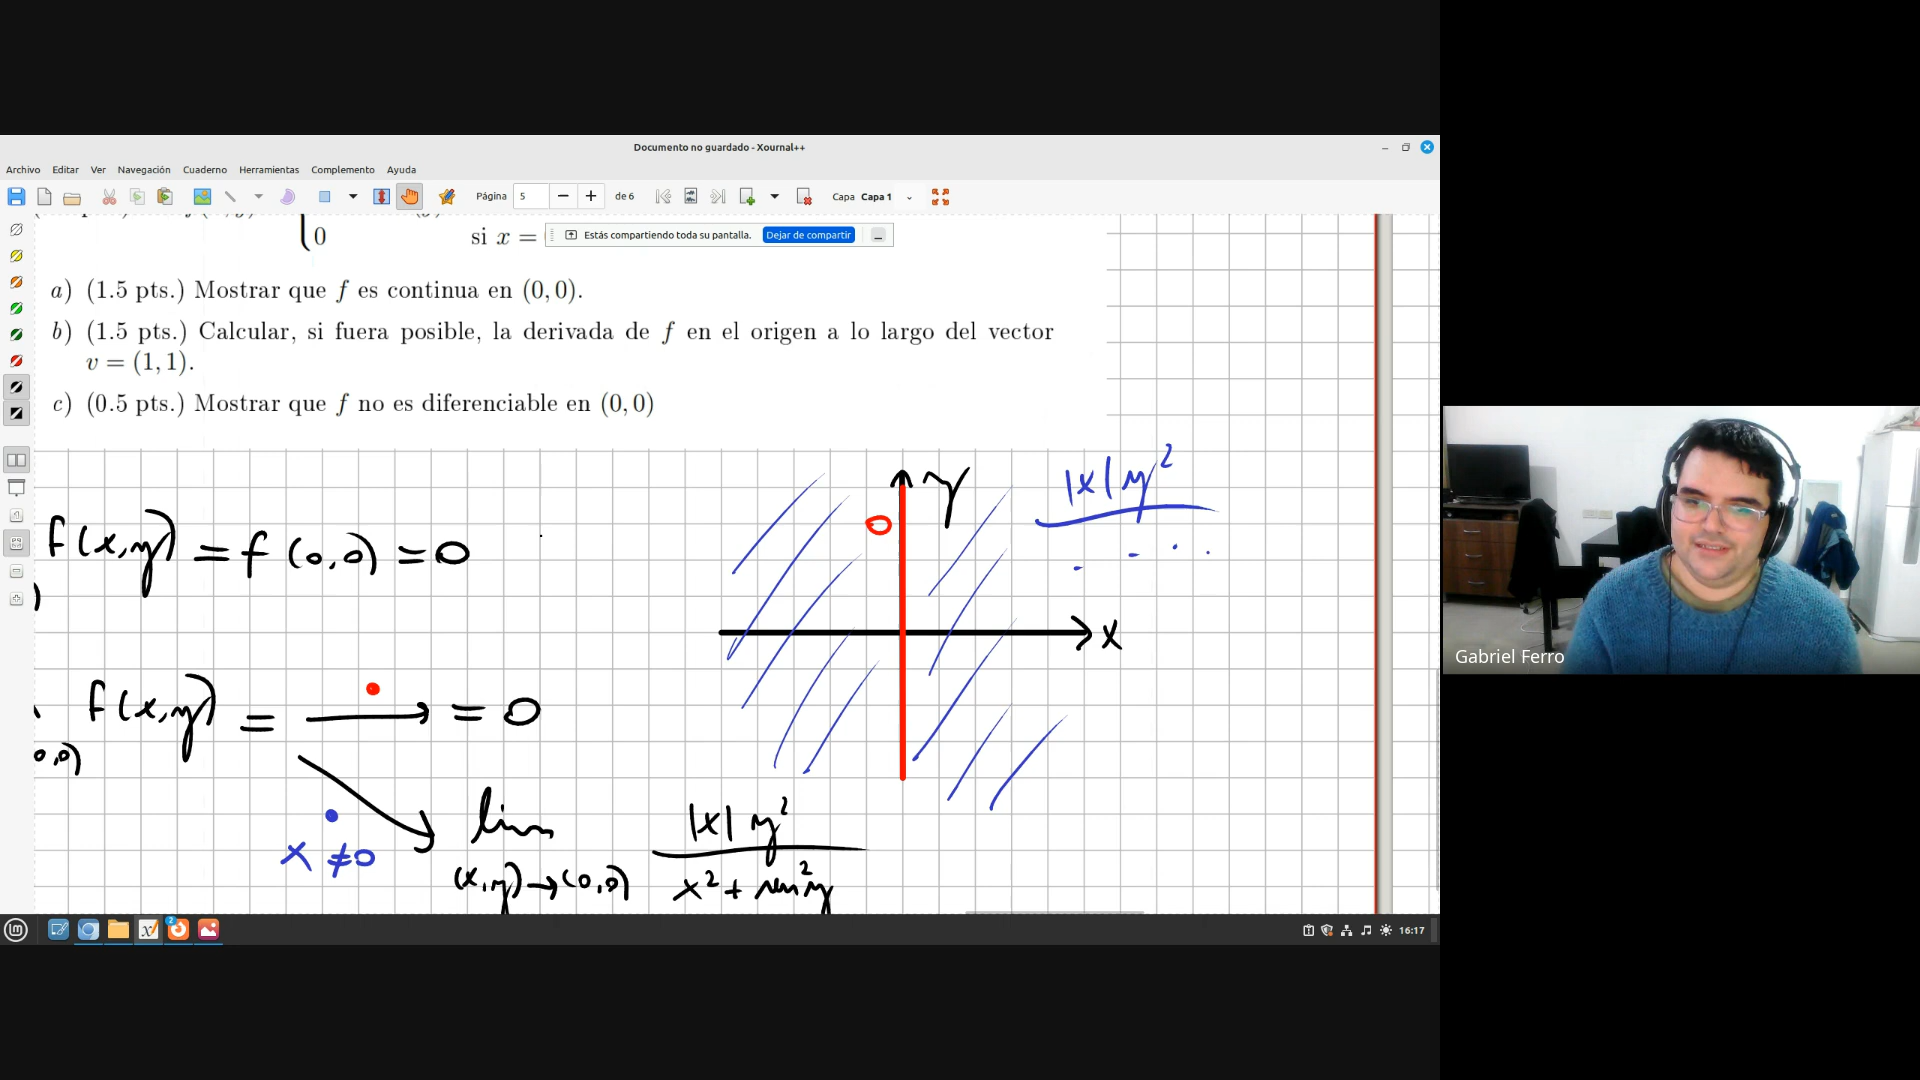 Documento no guardado - Xournal++
Archivo Editar Ver Navegación Cuaderno Herramientas Complemento Ayuda
Página 5 de 6 Capa Capa 1
0 si x =
Estás compartiendo toda su pantalla. Dejar de compartir
a) (1.5 pts.) Mostrar que f es continua en (0, 0).
b) (1.5 pts.) Calcular, si fuera posible, la derivada de f en el origen a lo largo del vector
v = (1, 1).
c) (0.5 pts.) Mostrar que f no es diferenciable en (0, 0)
y
|x| y²
0
f(x,y) = f(0,0) = 0
)
x
f(x,y) = → = 0
0,0)
x ≠ 0
lim |x| y²
(x,y)→(0,0) x² + sen²y
Gabriel Ferro
2
16:17